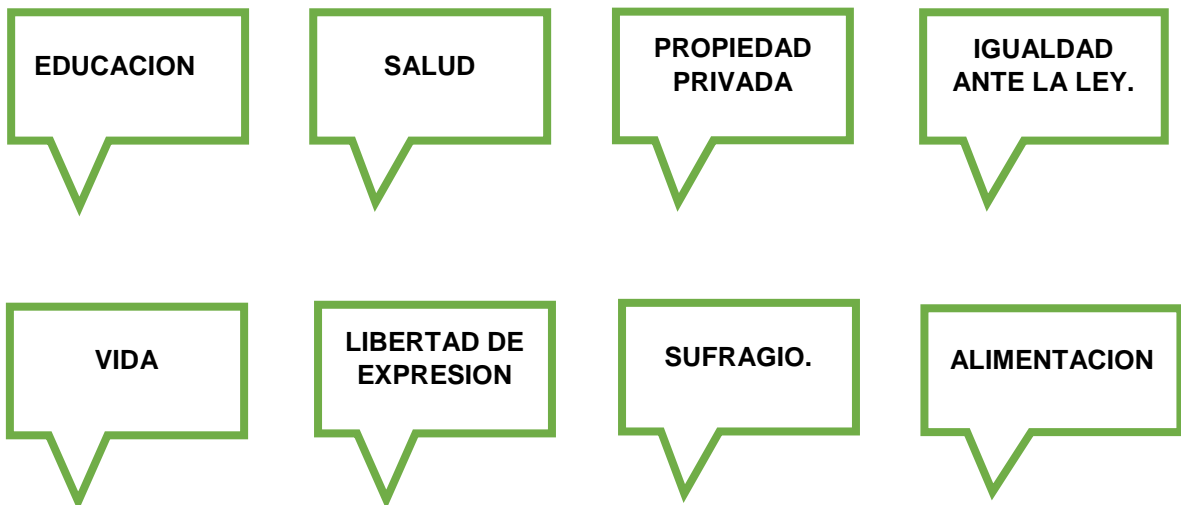 EDUCACION
SALUD
PROPIEDAD
PRIVADA
IGUALDAD
ANTE LA LEY.
VIDA
LIBERTAD DE
EXPRESION
SUFRAGIO.
ALIMENTACION